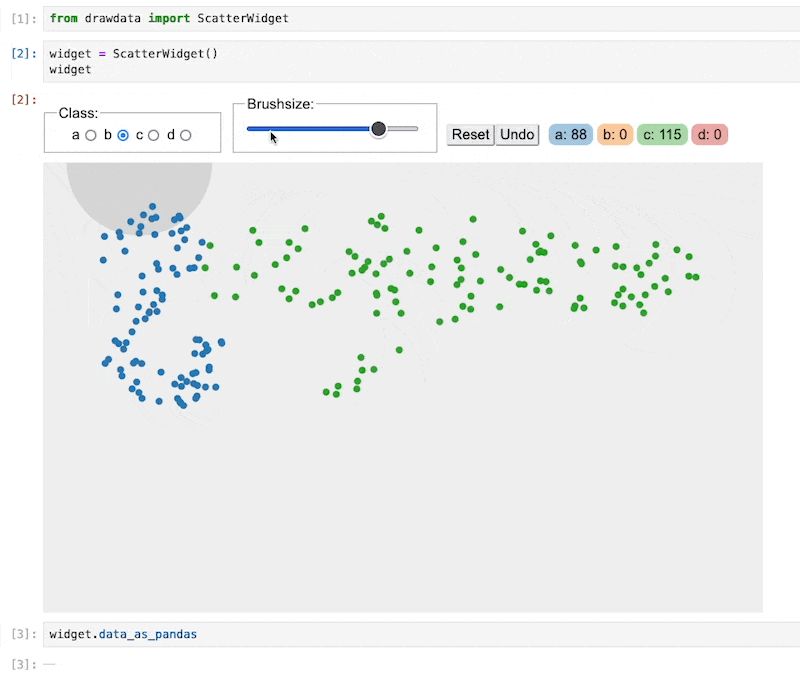 [1]: from drawdata import ScatterWidget
[2]: widget = ScatterWidget()
widget
[2]:
Class: Brushsize:
a b c d Reset Undo a: 88 b: 0 c: 115 d: 0
[3]: widget.data_as_pandas
[3]: